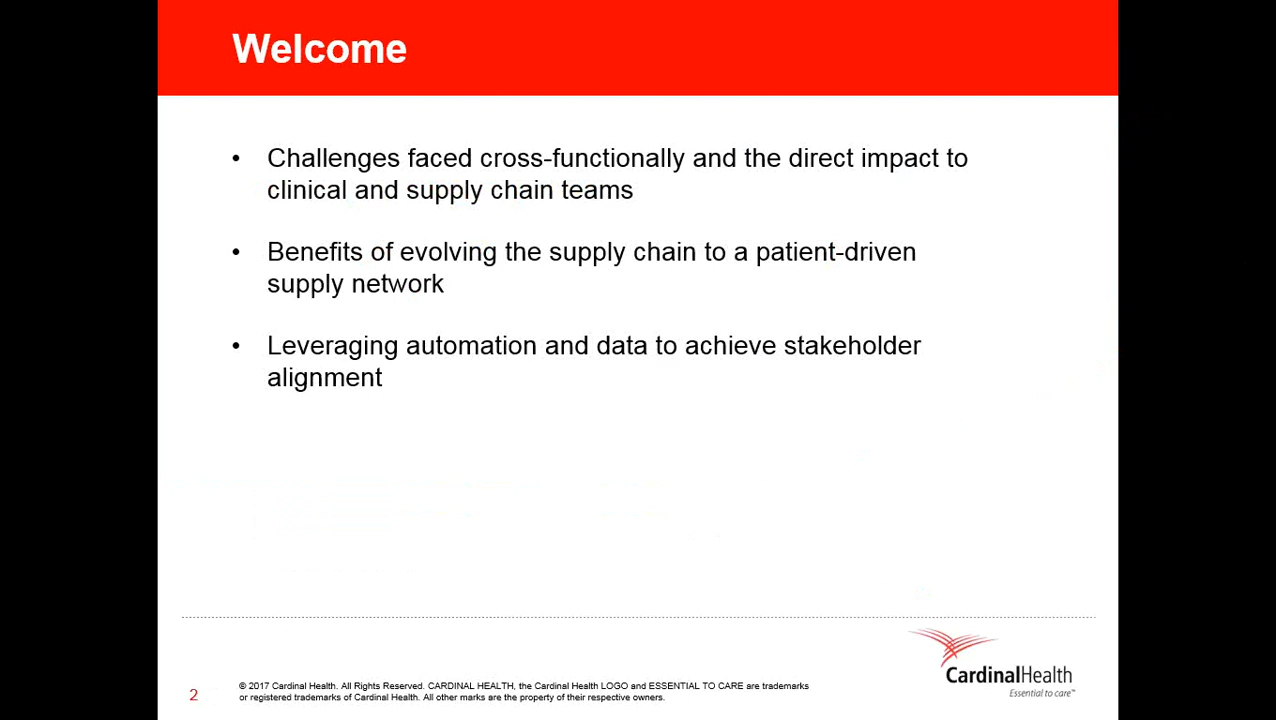 Welcome
• Challenges faced cross-functionally and the direct impact to
clinical and supply chain teams
• Benefits of evolving the supply chain to a patient-driven
supply network
• Leveraging automation and data to achieve stakeholder
alignment
CardinalHealth
Essential to care™
2
© 2017 Cardinal Health. All Rights Reserved. CARDINAL HEALTH, the Cardinal Health LOGO and ESSENTIAL TO CARE are trademarks
or registered trademarks of Cardinal Health. All other marks are the property of their respective owners.